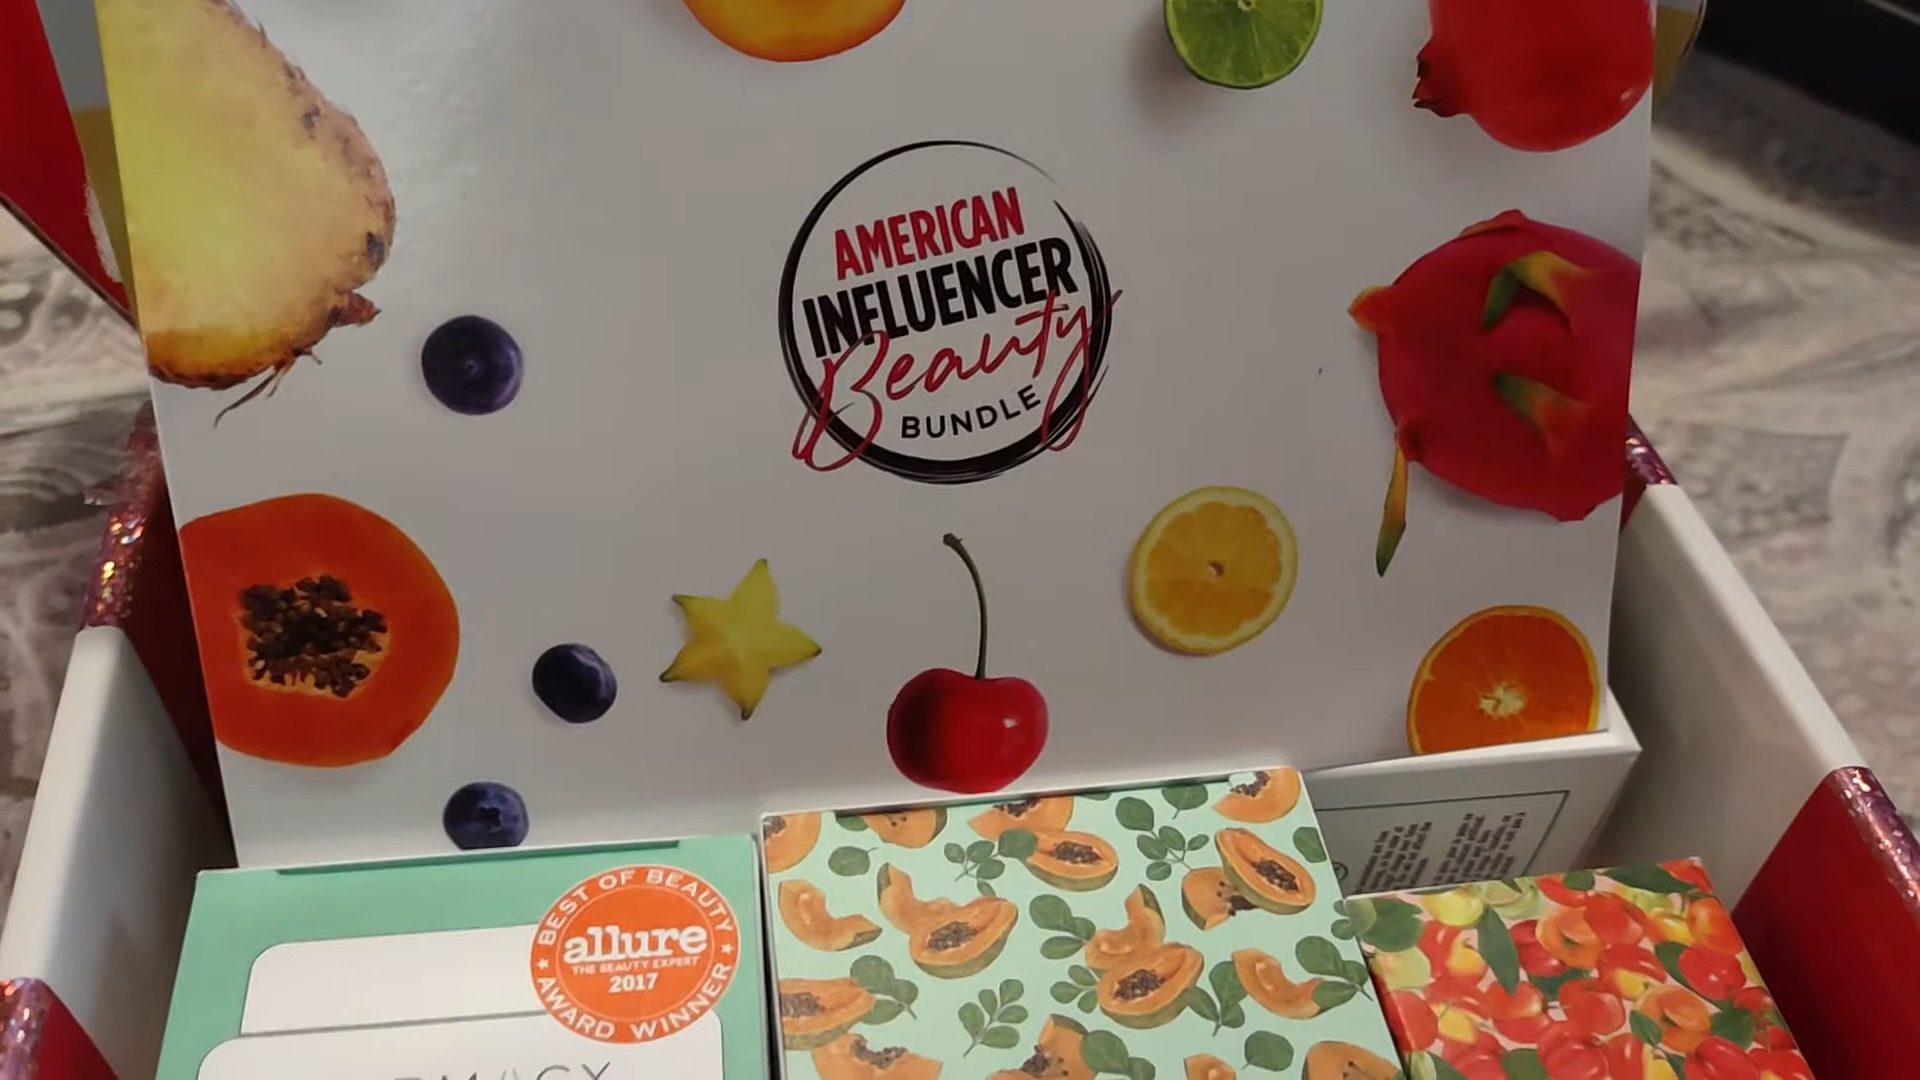 AMERICAN
INFLUENCER
Beauty
BUNDLE
BEST OF BEAUTY
allure
THE BEAUTY EXPERT
2017
AWARD WINNER